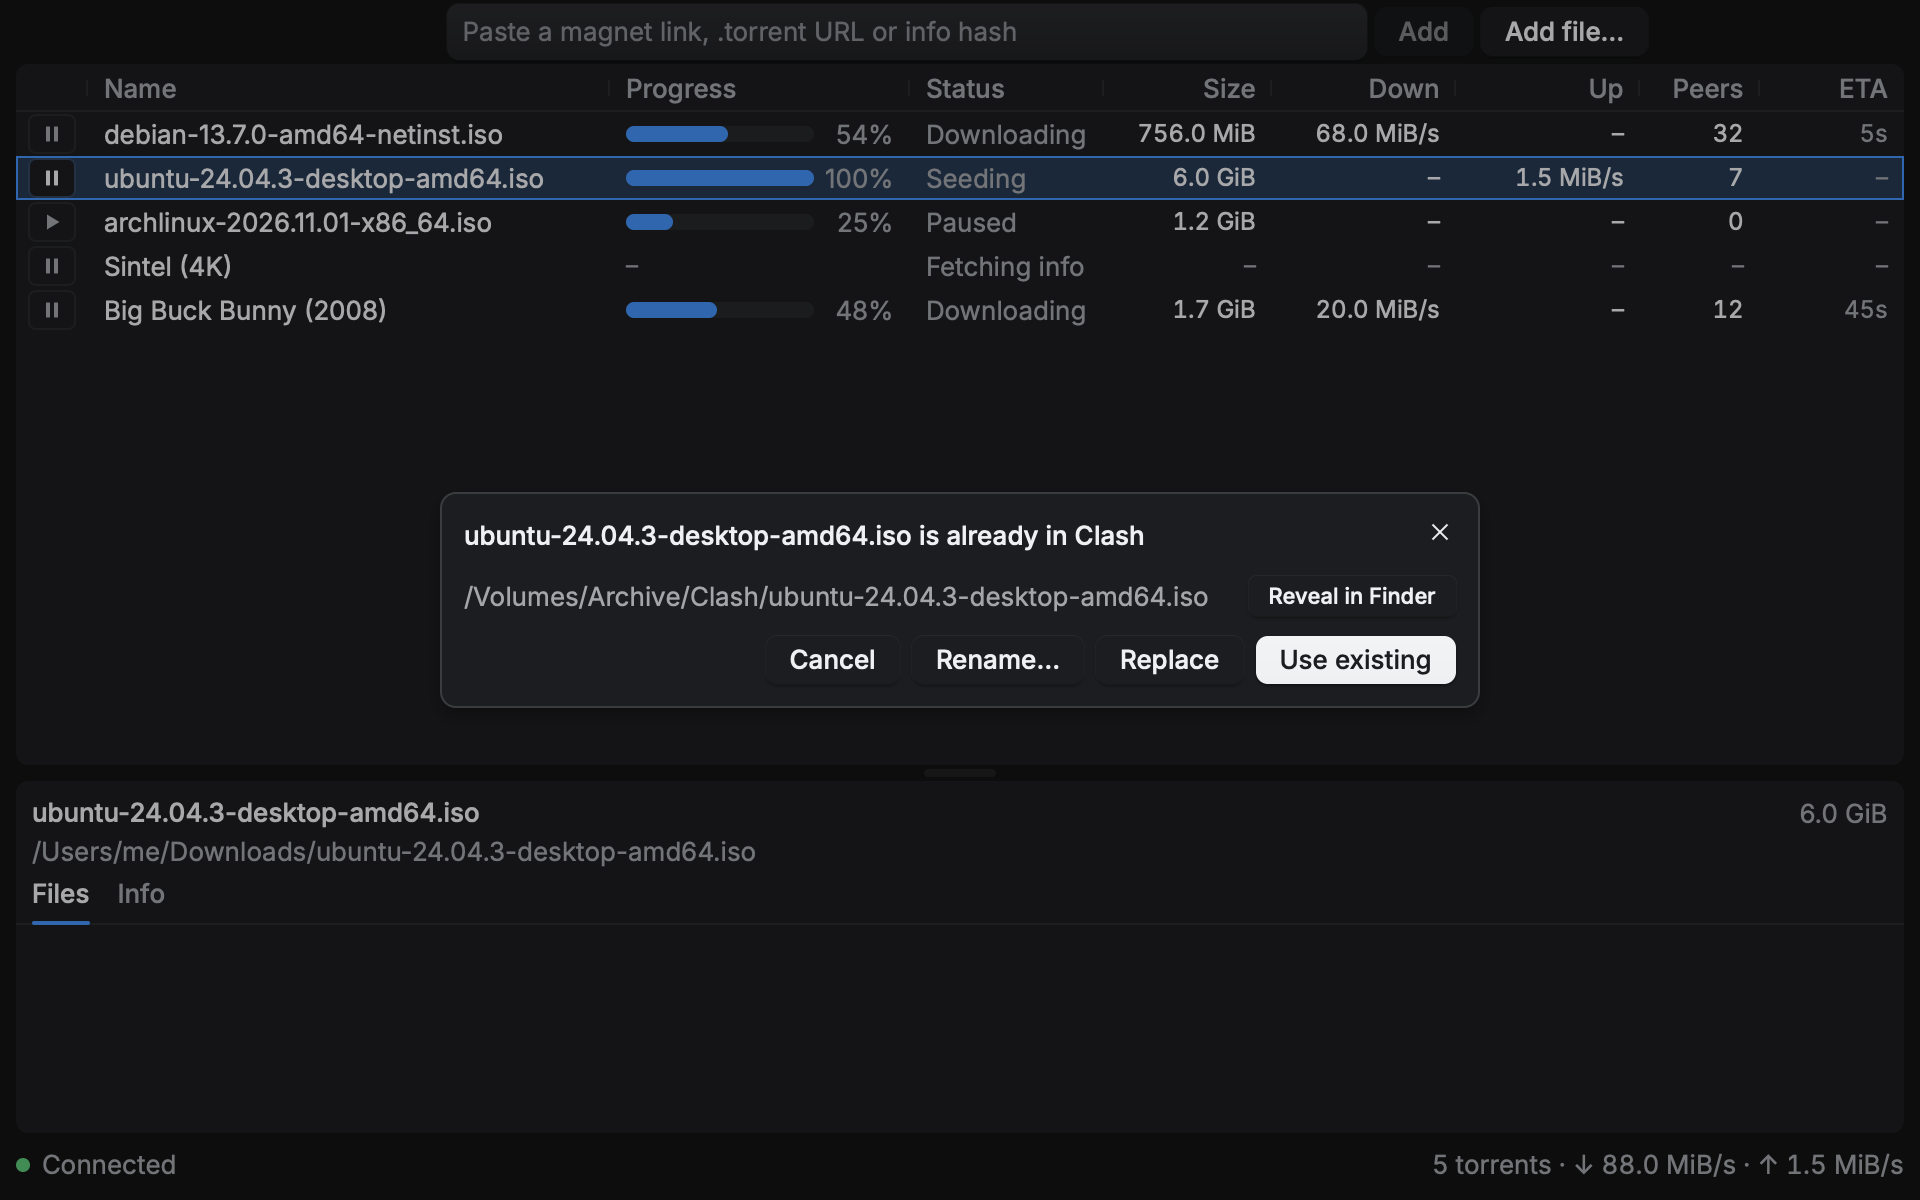 Paste a magnet link, .torrent URL or info hash Add Add file...
Name Progress Status Size Down Up Peers ETA
debian-13.7.0-amd64-netinst.iso 54% Downloading 756.0 MiB 68.0 MiB/s – 32 5s
ubuntu-24.04.3-desktop-amd64.iso 100% Seeding 6.0 GiB – 1.5 MiB/s 7 –
archlinux-2026.11.01-x86_64.iso 25% Paused 1.2 GiB – – 0 –
Sintel (4K) – Fetching info – – – – –
Big Buck Bunny (2008) 48% Downloading 1.7 GiB 20.0 MiB/s – 12 45s
ubuntu-24.04.3-desktop-amd64.iso is already in Clash
/Volumes/Archive/Clash/ubuntu-24.04.3-desktop-amd64.iso Reveal in Finder
Cancel Rename... Replace Use existing
ubuntu-24.04.3-desktop-amd64.iso 6.0 GiB
/Users/me/Downloads/ubuntu-24.04.3-desktop-amd64.iso
Files Info
Connected 5 torrents · ↓ 88.0 MiB/s · ↑ 1.5 MiB/s